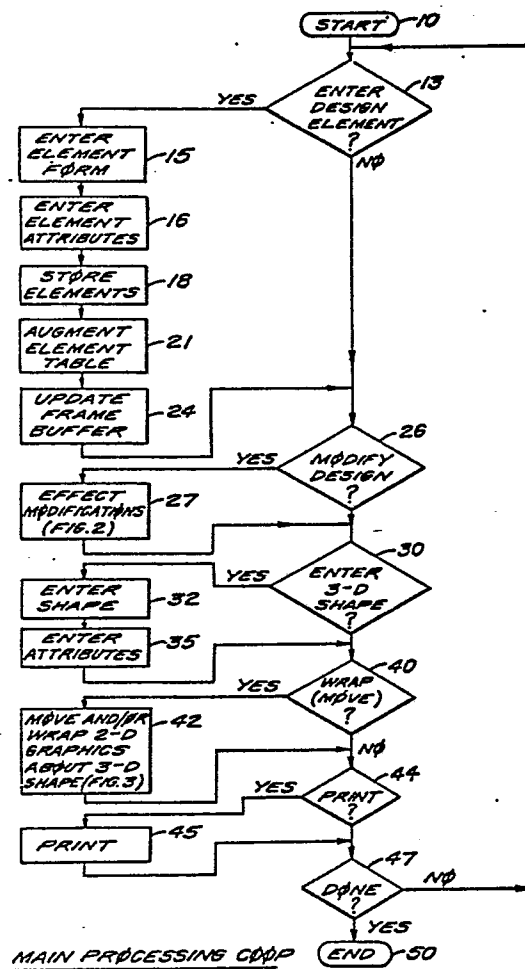 START
10
13
ENTER
DESIGN
ELEMENT
?
YES
NØ
ENTER
ELEMENT
FØRM
15
ENTER
ELEMENT
ATTRIBUTES
16
STØRE
ELEMENTS
18
AUGMENT
ELEMENT
TABLE
21
UPDATE
FRAME
BUFFER
24
26
MØDIFY
DESIGN
?
YES
EFFECT
MØDIFICATIØNS
(FIG.2)
27
30
ENTER
3-D
SHAPE
?
YES
ENTER
SHAPE
32
ENTER
ATTRIBUTES
35
40
WRAP
(MØVE)
?
YES
NØ
MØVE AND/ØR
WRAP 2-D
GRAPHICS
ABØUT 3-D
SHAPE (FIG.3)
42
44
PRINT
?
YES
PRINT
45
47
DØNE
?
NØ
YES
END
50
MAIN PRØCESSING CØØP